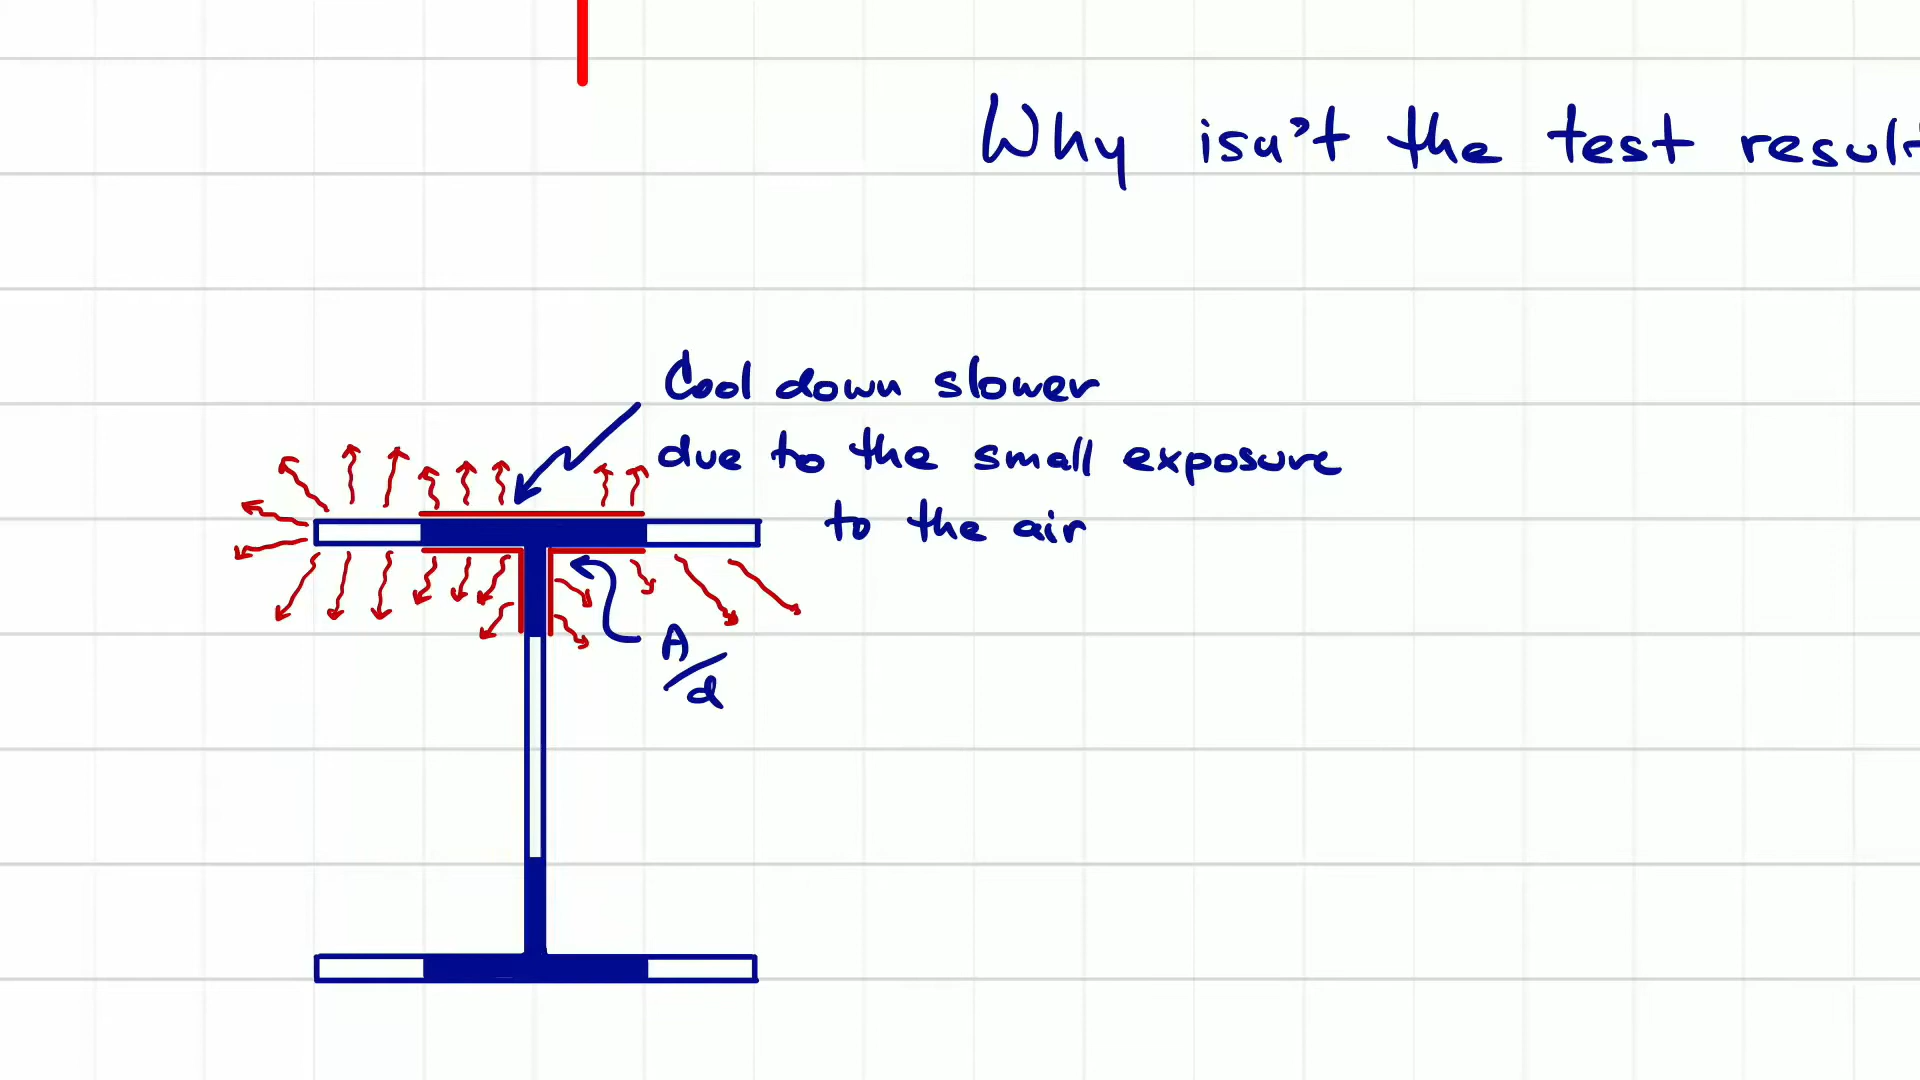 Why isn't the test result
Cool down slower
due to the small exposure
to the air
A/d